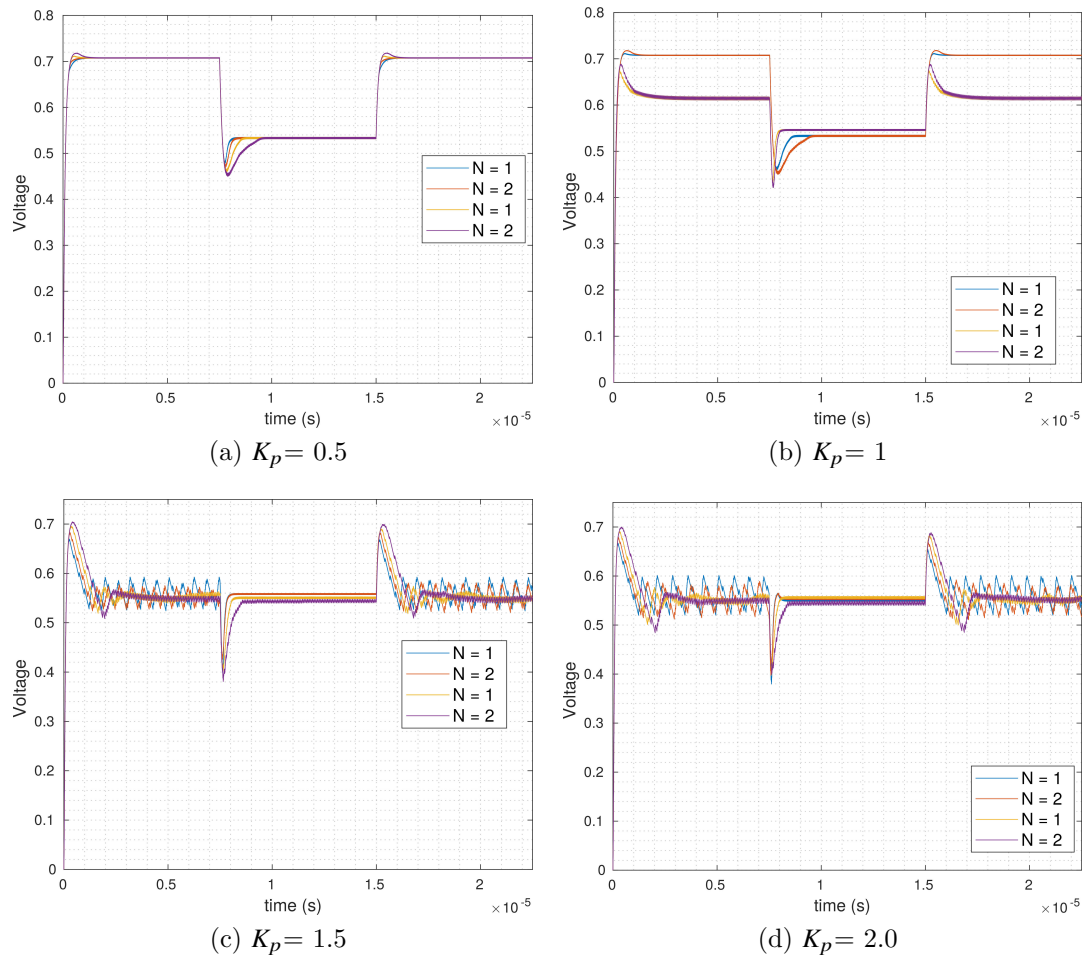 0.8
0.7
0.6
0.5
0.4
0.3
0.2
0.1
0
Voltage
N = 1
N = 2
N = 1
N = 2
0 0.5 1 1.5 2
time (s)
×10⁻⁵
(a) Kₚ= 0.5
0.8
0.7
0.6
0.5
0.4
0.3
0.2
0.1
0
Voltage
N = 1
N = 2
N = 1
N = 2
0 0.5 1 1.5 2
time (s)
×10⁻⁵
(b) Kₚ= 1
0.7
0.6
0.5
0.4
0.3
0.2
0.1
0
Voltage
N = 1
N = 2
N = 1
N = 2
0 0.5 1 1.5 2
time (s)
×10⁻⁵
(c) Kₚ= 1.5
0.7
0.6
0.5
0.4
0.3
0.2
0.1
0
Voltage
N = 1
N = 2
N = 1
N = 2
0 0.5 1 1.5 2
time (s)
×10⁻⁵
(d) Kₚ= 2.0